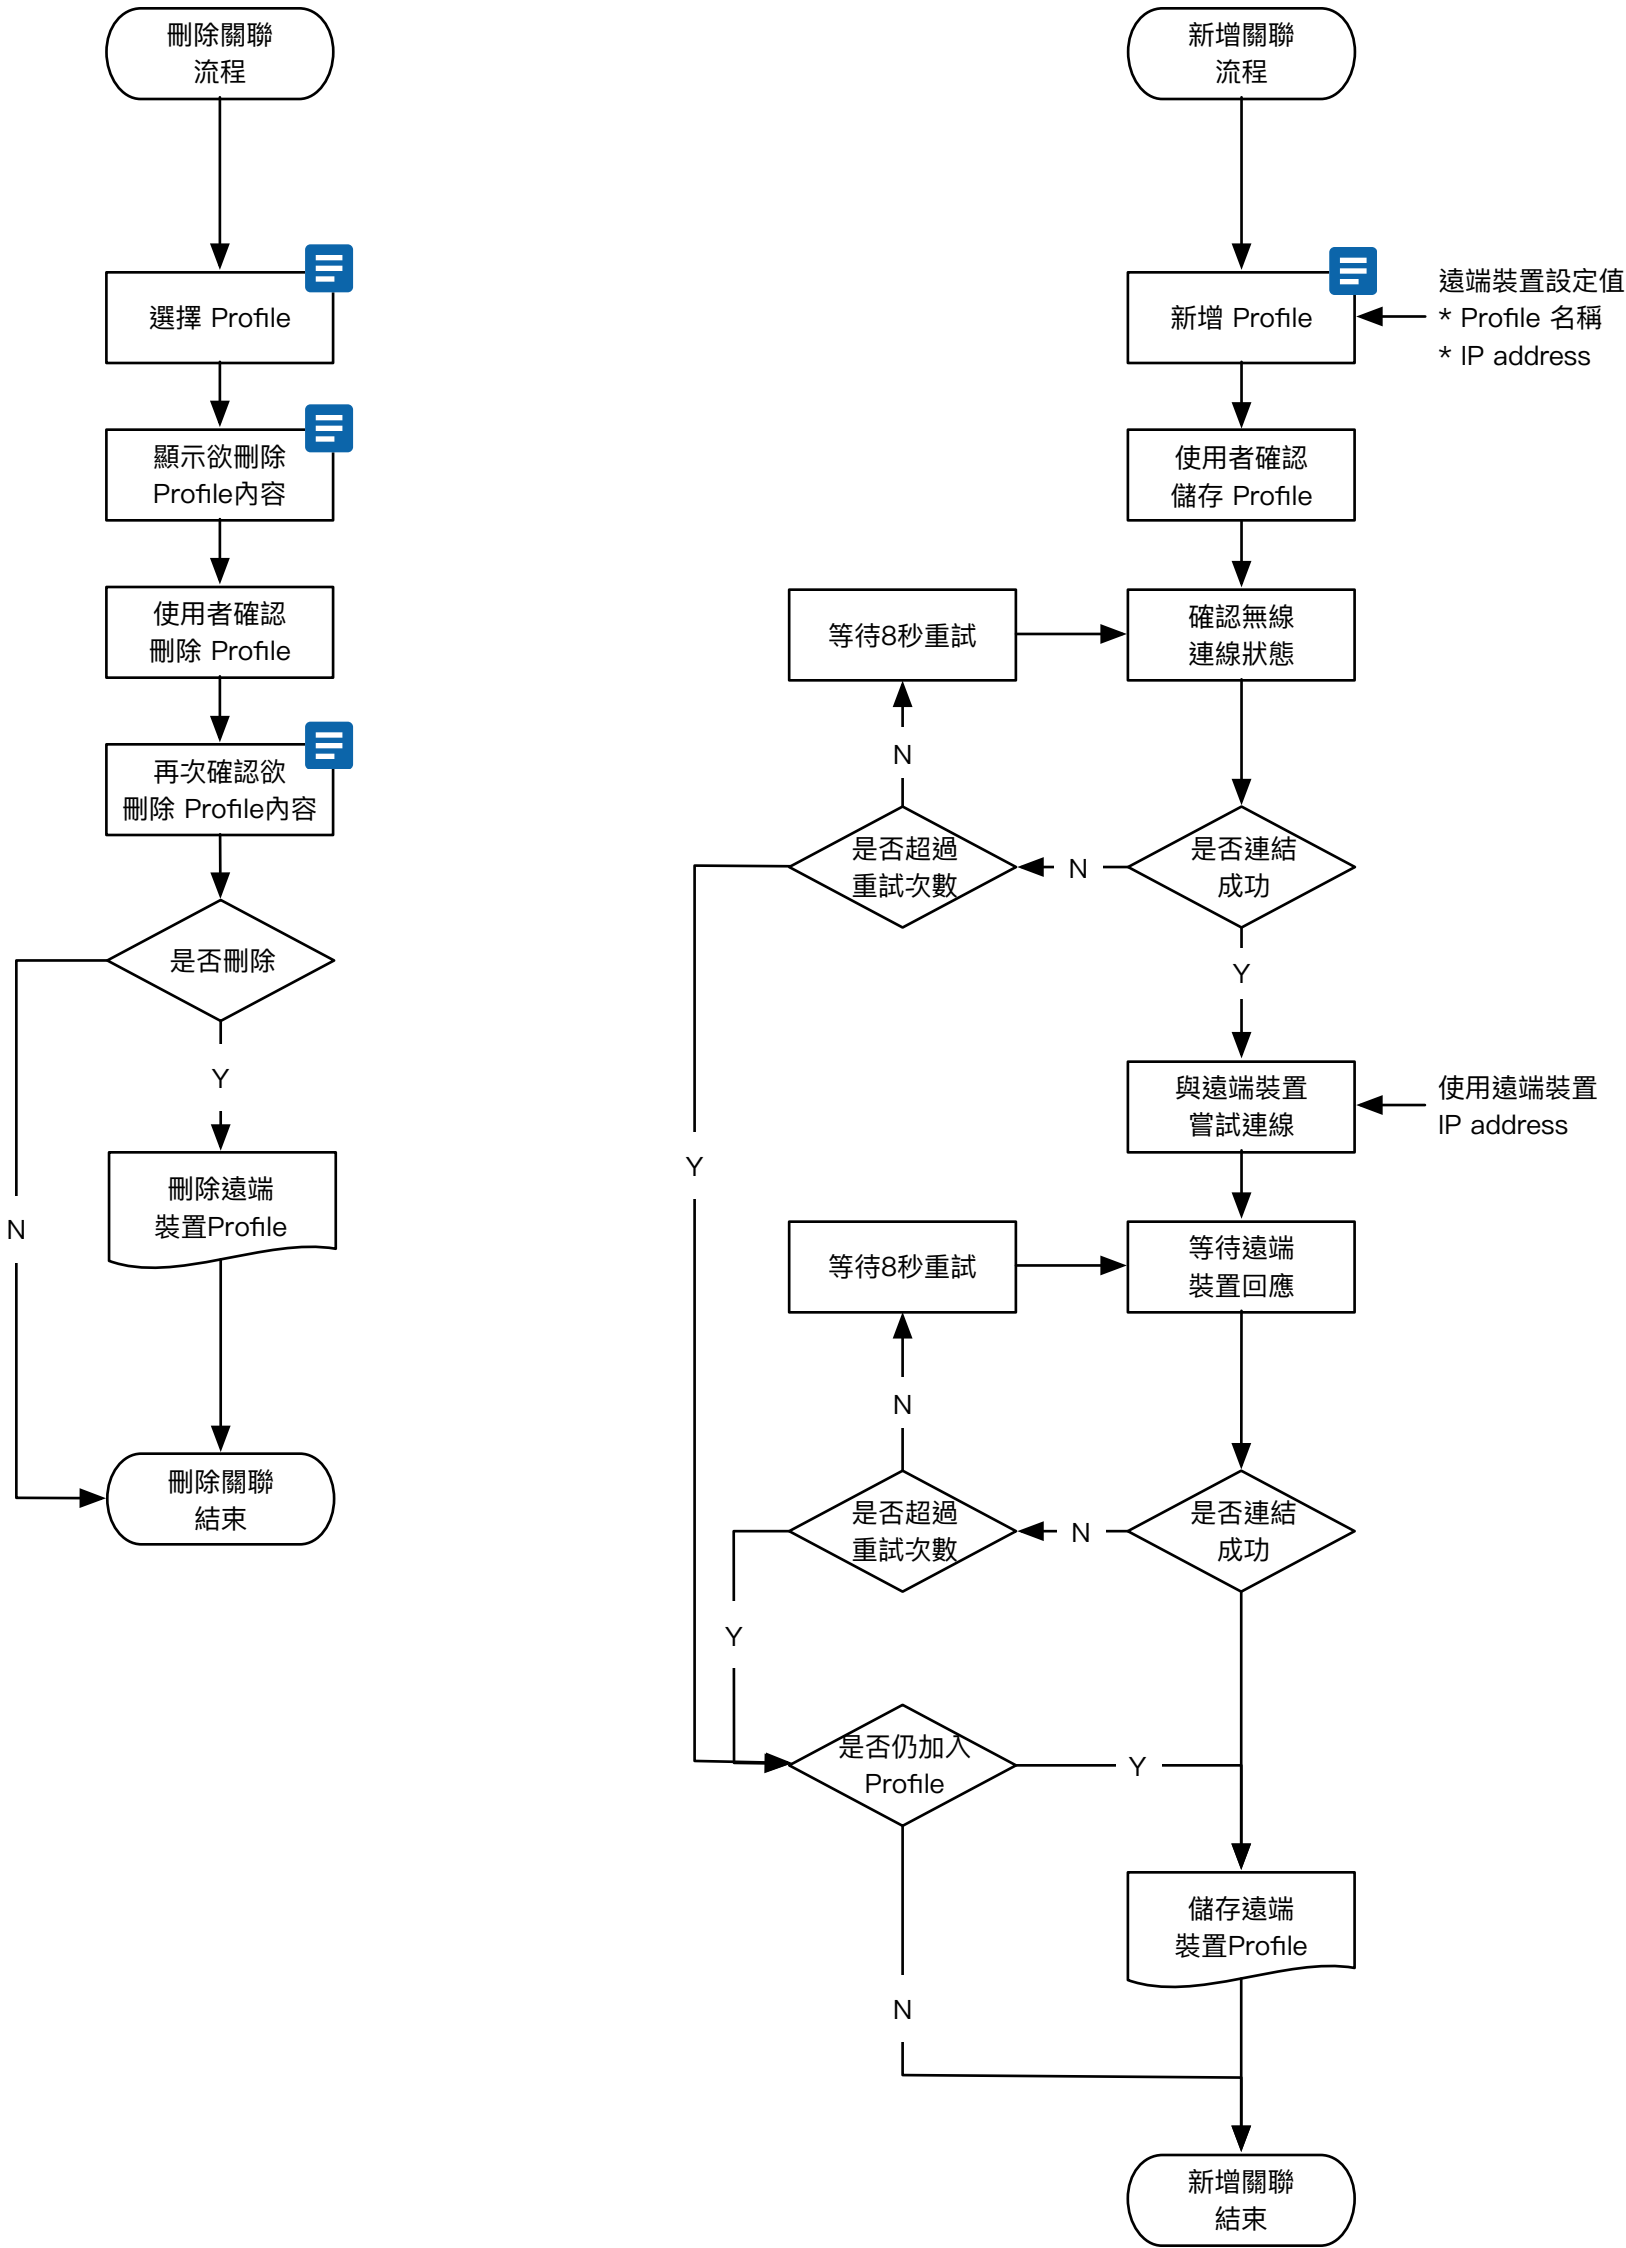 刪除關聯
流程
選擇 Profile
顯示欲刪除
Profile內容
使用者確認
刪除 Profile
再次確認欲
刪除 Profile內容
是否刪除
Y
N
刪除遠端
裝置Profile
刪除關聯
結束
新增關聯
流程
新增 Profile
遠端裝置設定值
* Profile 名稱
* IP address
使用者確認
儲存 Profile
等待8秒重試
確認無線
連線狀態
N
是否超過
重試次數
N
是否連結
成功
Y
Y
與遠端裝置
嘗試連線
使用遠端裝置
IP address
等待8秒重試
等待遠端
裝置回應
N
是否超過
重試次數
N
是否連結
成功
Y
是否仍加入
Profile
Y
儲存遠端
裝置Profile
N
新增關聯
結束